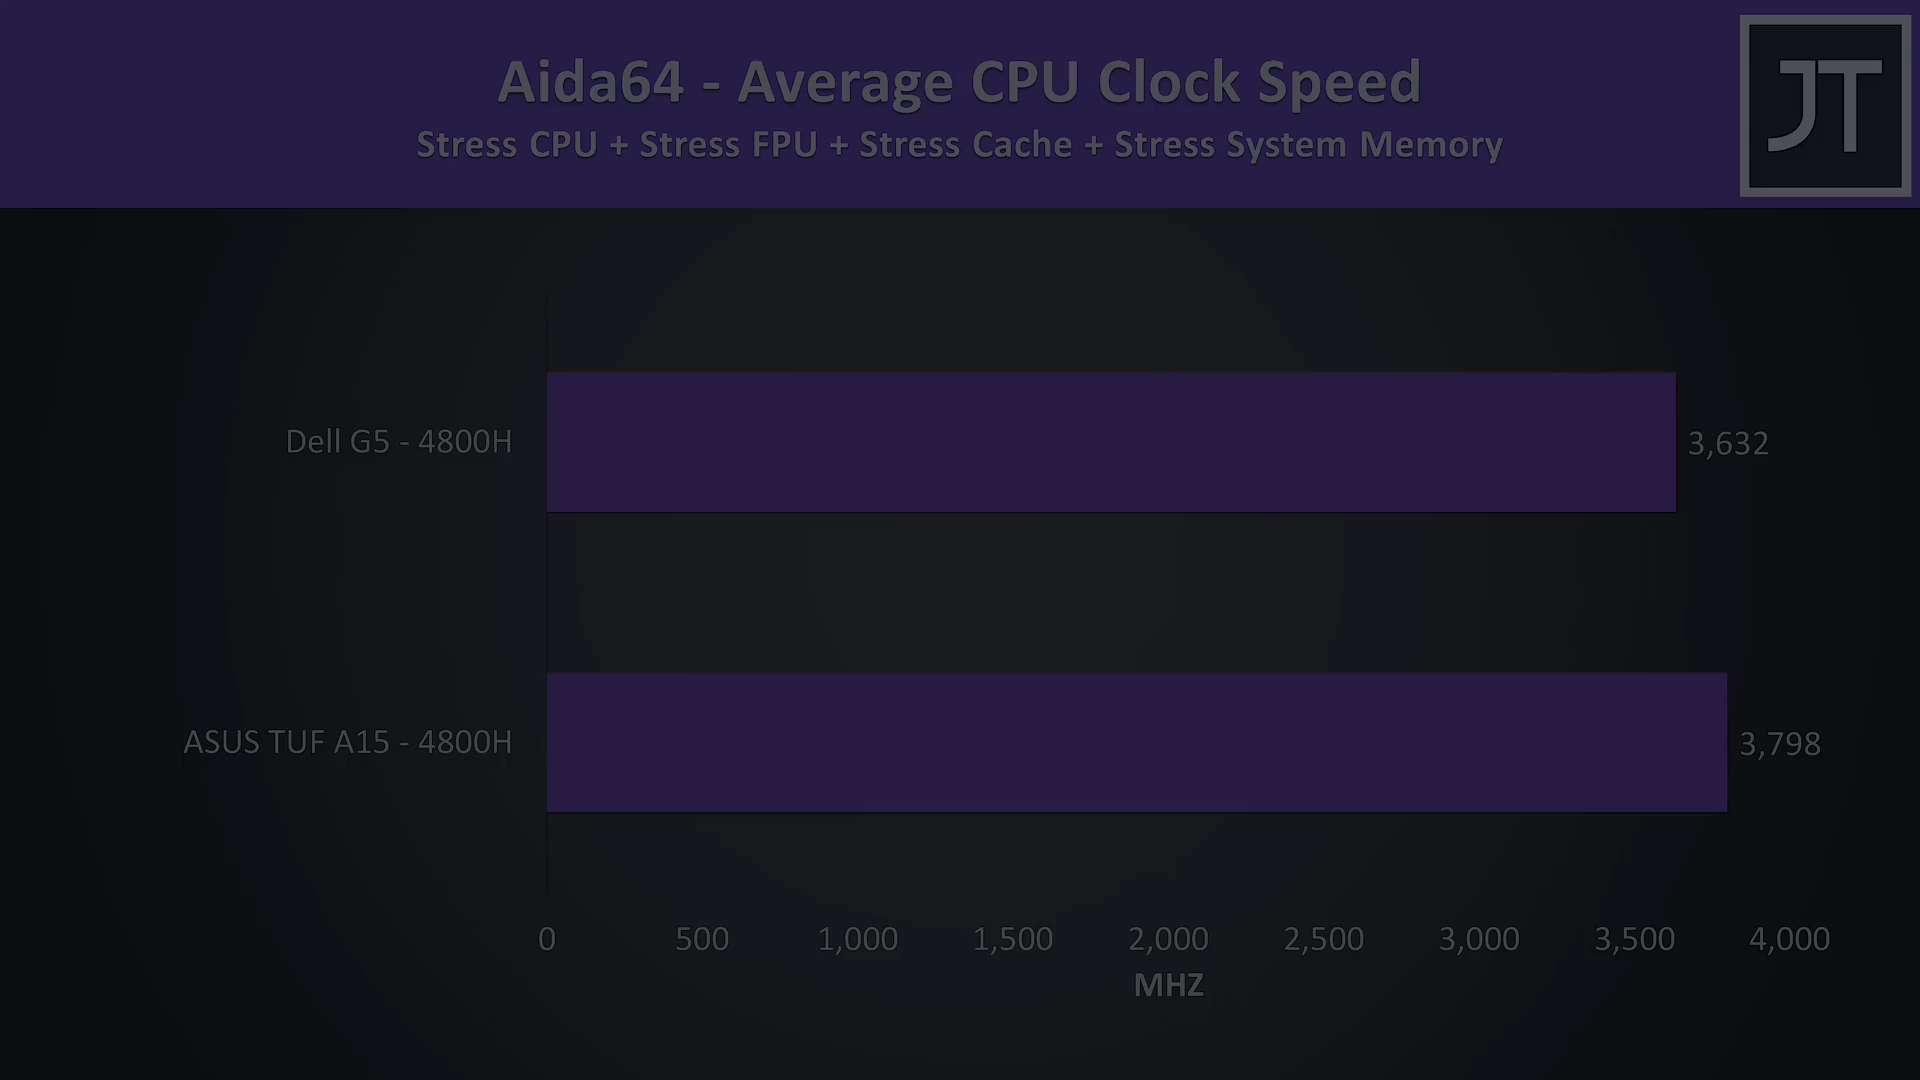 Aida64 - Average CPU Clock Speed
Stress CPU + Stress FPU + Stress Cache + Stress System Memory
JT
Dell G5 - 4800H
3,632
ASUS TUF A15 - 4800H
3,798
0 500 1,000 1,500 2,000 2,500 3,000 3,500 4,000
MHZ